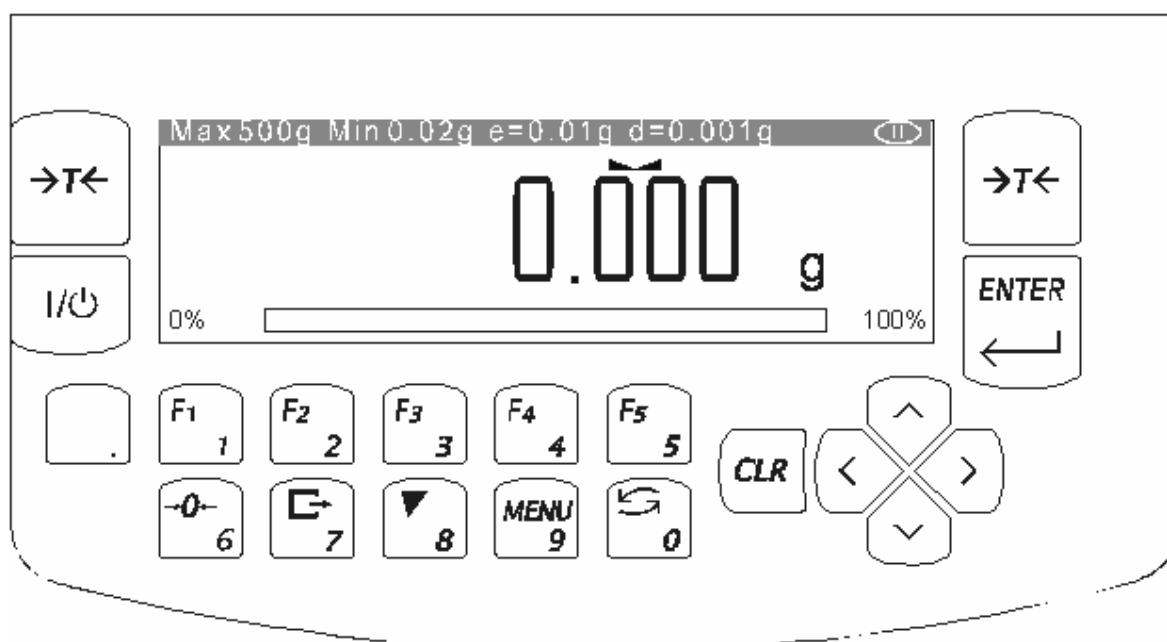 Max 500g Min 0.02g e=0.01g d=0.001g II
→T← →T←
0.000 g
I/⏻ ENTER
0% 100%
. F1 1 F2 2 F3 3 F4 4 F5 5
CLR
→0← 6 7 8 MENU 9 0